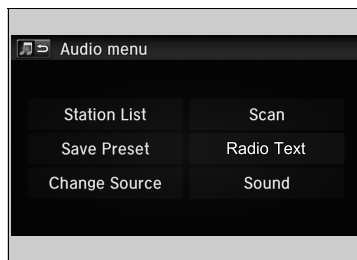 Audio menu
Station List Scan
Save Preset Radio Text
Change Source Sound